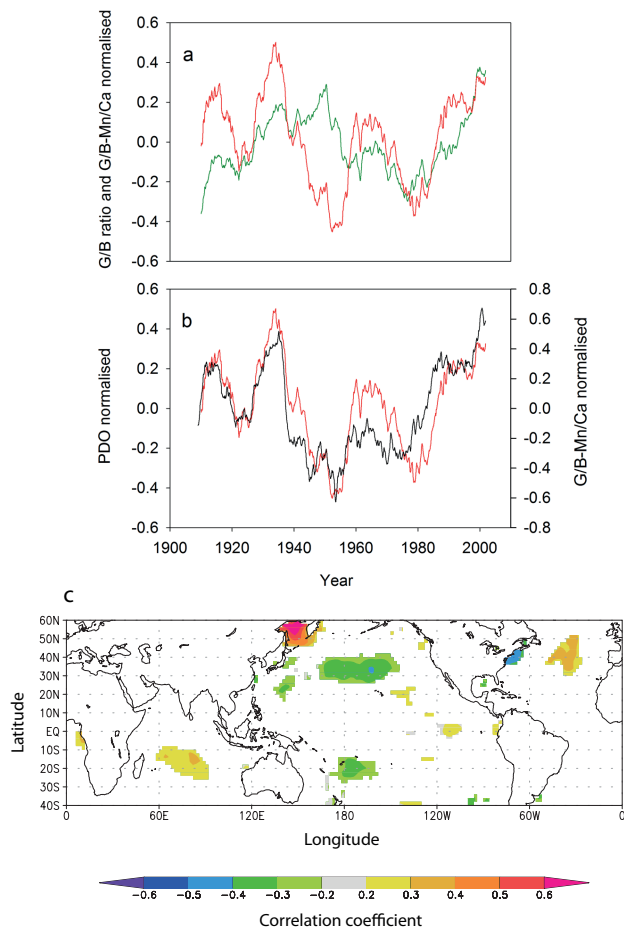 a
G/B ratio and G/B-Mn/Ca normalised
0.6
0.4
0.2
0.0
-0.2
-0.4
-0.6
b
PDO normalised
G/B-Mn/Ca normalised
0.6
0.4
0.2
0.0
-0.2
-0.4
-0.6
0.8
0.6
0.4
0.2
0.0
-0.2
-0.4
-0.6
-0.8
1900 1920 1940 1960 1980 2000
Year
c
Latitude
60N
50N
40N
30N
20N
10N
EQ
10S
20S
30S
40S
0 60E 120E 180 120W 60W 0
Longitude
-0.6 -0.5 -0.4 -0.3 -0.2 0.2 0.3 0.4 0.5 0.6
Correlation coefficient